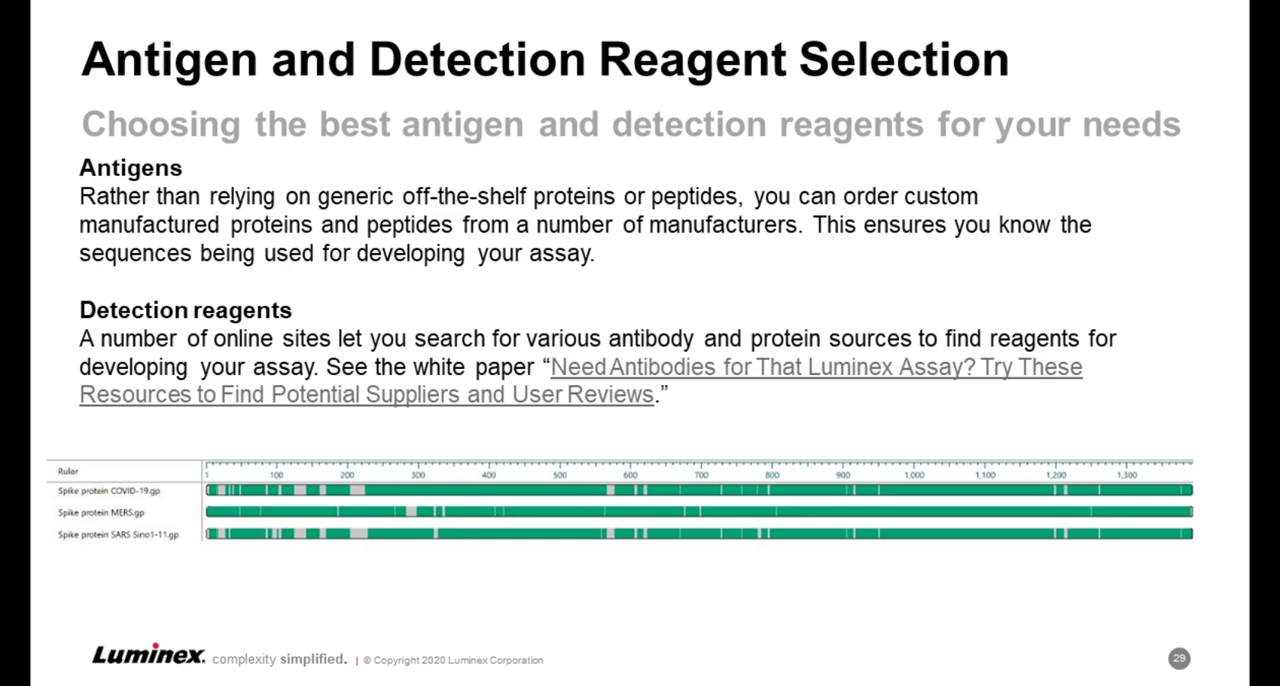 Antigen and Detection Reagent Selection
Choosing the best antigen and detection reagents for your needs
Antigens
Rather than relying on generic off-the-shelf proteins or peptides, you can order custom
manufactured proteins and peptides from a number of manufacturers. This ensures you know the
sequences being used for developing your assay.
Detection reagents
A number of online sites let you search for various antibody and protein sources to find reagents for
developing your assay. See the white paper “Need Antibodies for That Luminex Assay? Try These
Resources to Find Potential Suppliers and User Reviews.”
Ruler 1 100 200 300 400 500 600 700 800 900 1,000 1,100 1,200 1,300
Spike protein COVID-19.gp
Spike protein MERS.gp
Spike protein SARS Sino1-11.gp
Luminex. complexity simplified. | © Copyright 2020 Luminex Corporation 29